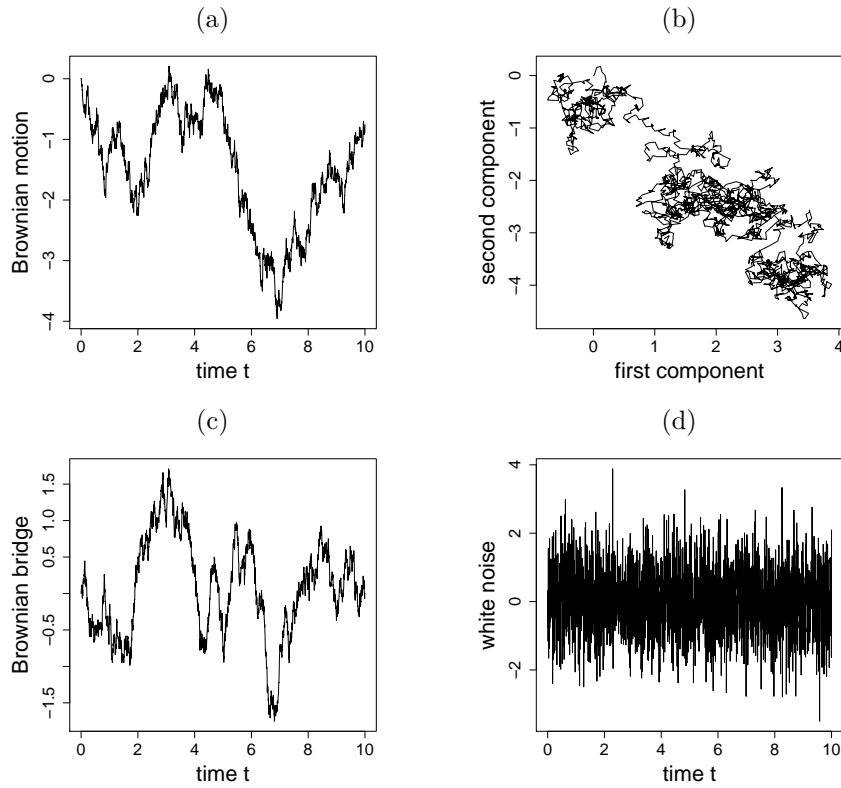 (a)
Brownian motion
0
−1
−2
−3
−4
0 2 4 6 8 10
time t
(b)
second component
0
−1
−2
−3
−4
0 1 2 3 4
first component
(c)
Brownian bridge
1.5
0.5
−0.5
−1.5
0 2 4 6 8 10
time t
(d)
white noise
4
2
0
−2
0 2 4 6 8 10
time t